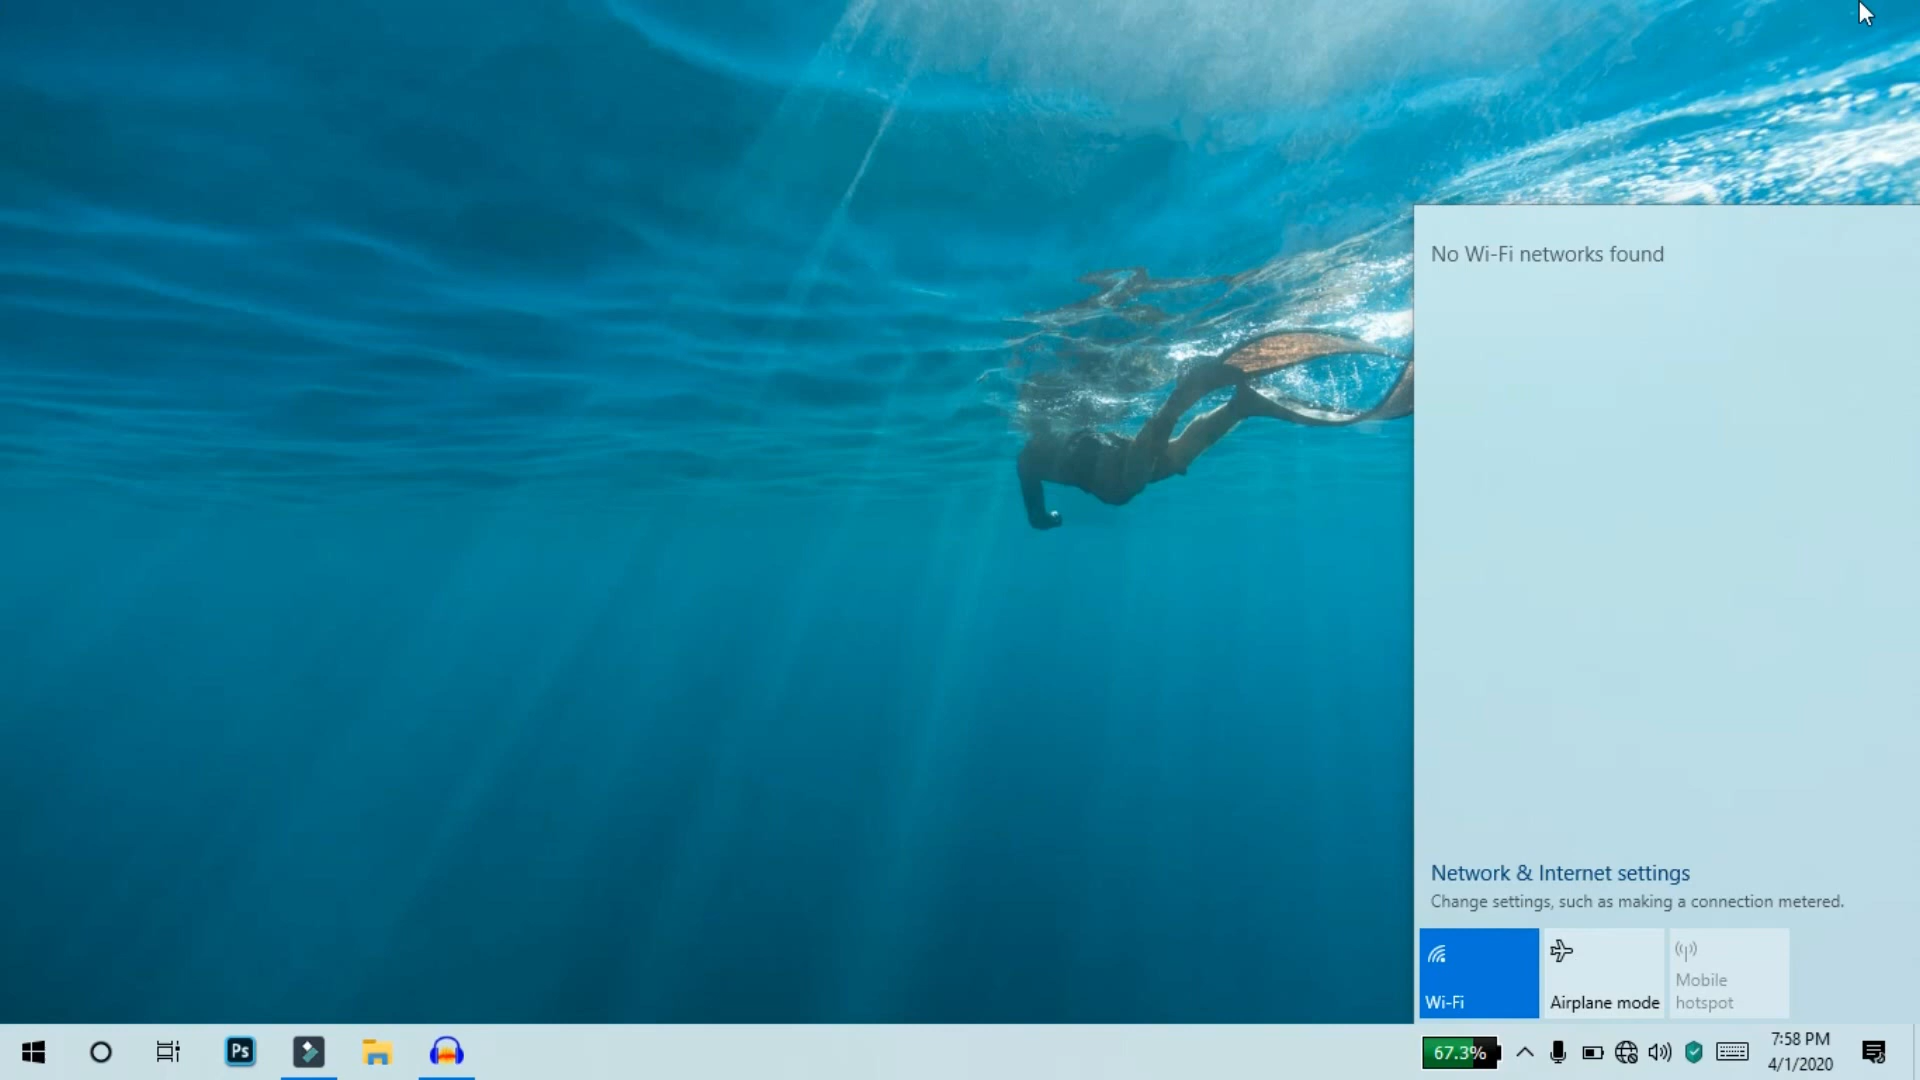 No Wi-Fi networks found
Network & Internet settings
Change settings, such as making a connection metered.
Wi-Fi
Airplane mode
Mobile
hotspot
Ps
67.3%
7:58 PM
4/1/2020